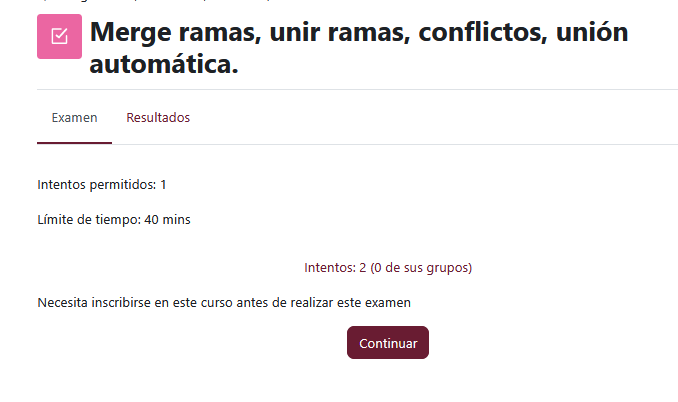 Merge ramas, unir ramas, conflictos, unión
automática.
Examen
Resultados
Intentos permitidos: 1
Límite de tiempo: 40 mins
Intentos: 2 (0 de sus grupos)
Necesita inscribirse en este curso antes de realizar este examen
Continuar